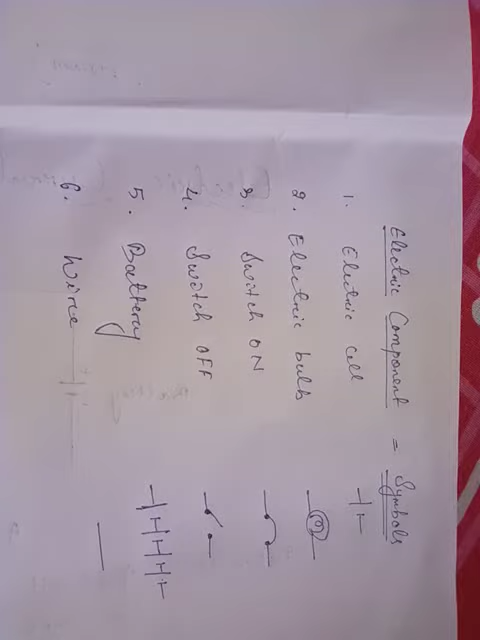 Electric Component = Symbols
1. Electric cell
2. Electric bulb
3. Switch ON
4. Switch OFF
5. Battery
6. Wire